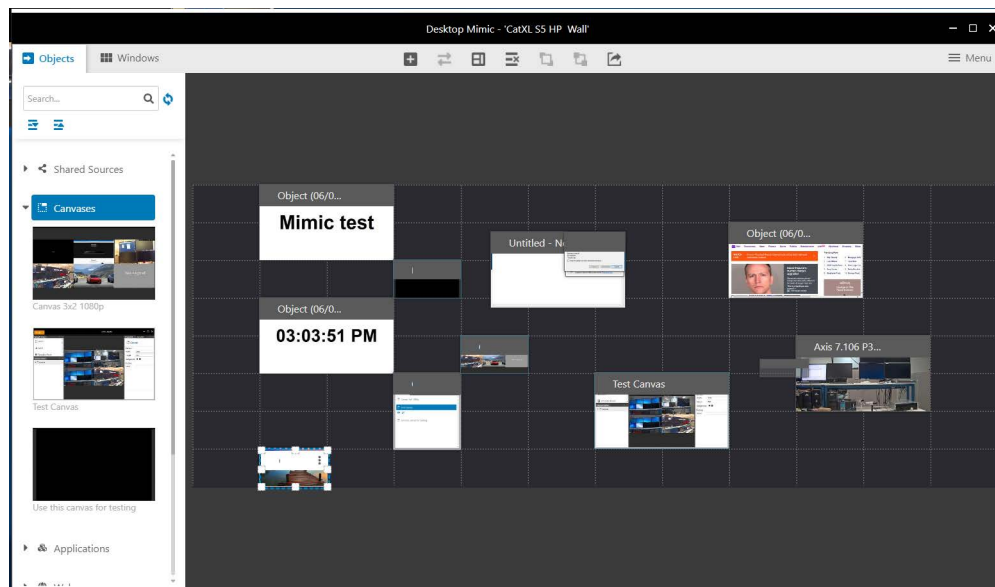 Desktop Mimic - 'CatXL S5 HP Wall'
Objects
Windows
Menu
Search...
Shared Sources
Canvases
Canvas 3x2 1080p
Test Canvas
Use this canvas for testing
Applications
Object (06/0...
Mimic test
Object (06/0...
03:03:51 PM
Untitled - No
Test Canvas
Object (06/0...
Axis 7.106 P3...